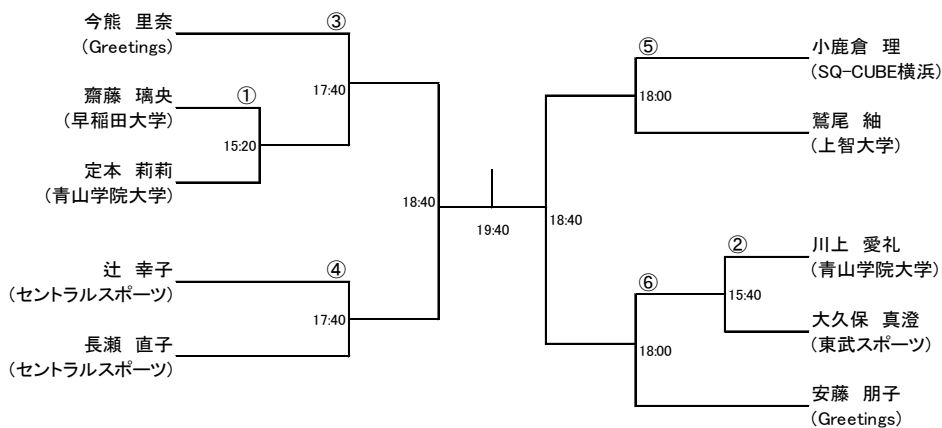 今熊　里奈
(Greetings)
③
17:40
齋藤　璃央
(早稲田大学)
①
15:20
定本　莉莉
(青山学院大学)
18:40
辻　幸子
(セントラルスポーツ)
④
17:40
長瀬　直子
(セントラルスポーツ)
19:40
⑤
小鹿倉　理
(SQ-CUBE横浜)
18:00
鷲尾　紬
(上智大学)
18:40
②
川上　愛礼
(青山学院大学)
⑥
15:40
大久保　真澄
(東武スポーツ)
18:00
安藤　朋子
(Greetings)